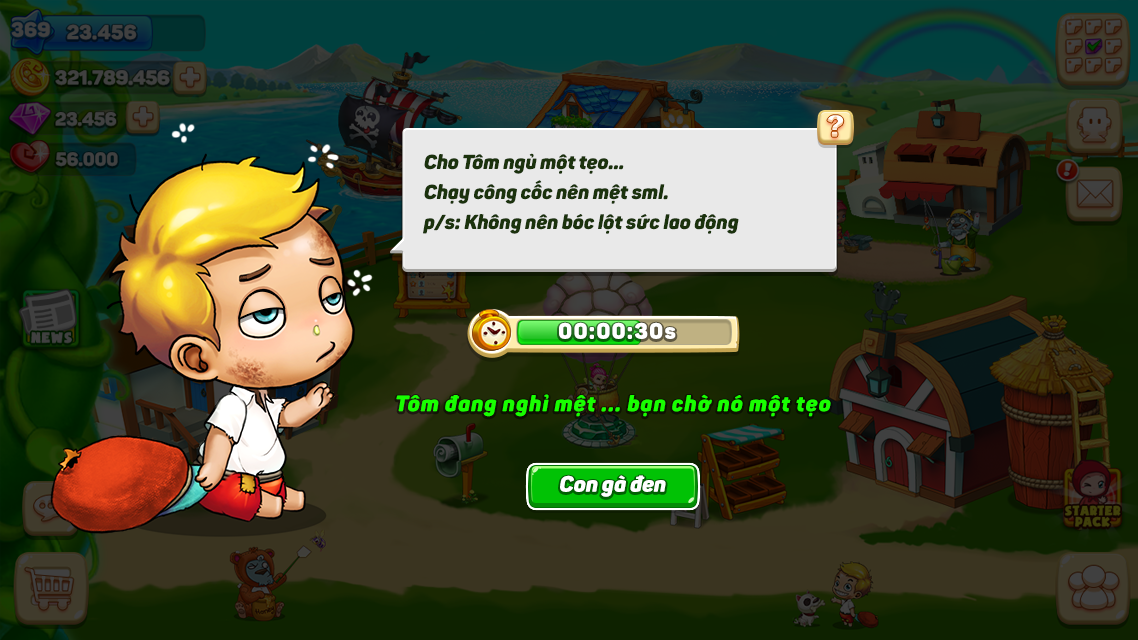 369 23.456
321.789.456
23.456
56.000
Cho Tôm ngủ một tẹo...
Chạy công cốc nên mệt sml.
p/s: Không nên bóc lột sức lao động
?
!
NEWS
00:00:30s
Tôm đang nghỉ mệt ... bạn chờ nó một tẹo
Con gà đen
STARTER
PACK